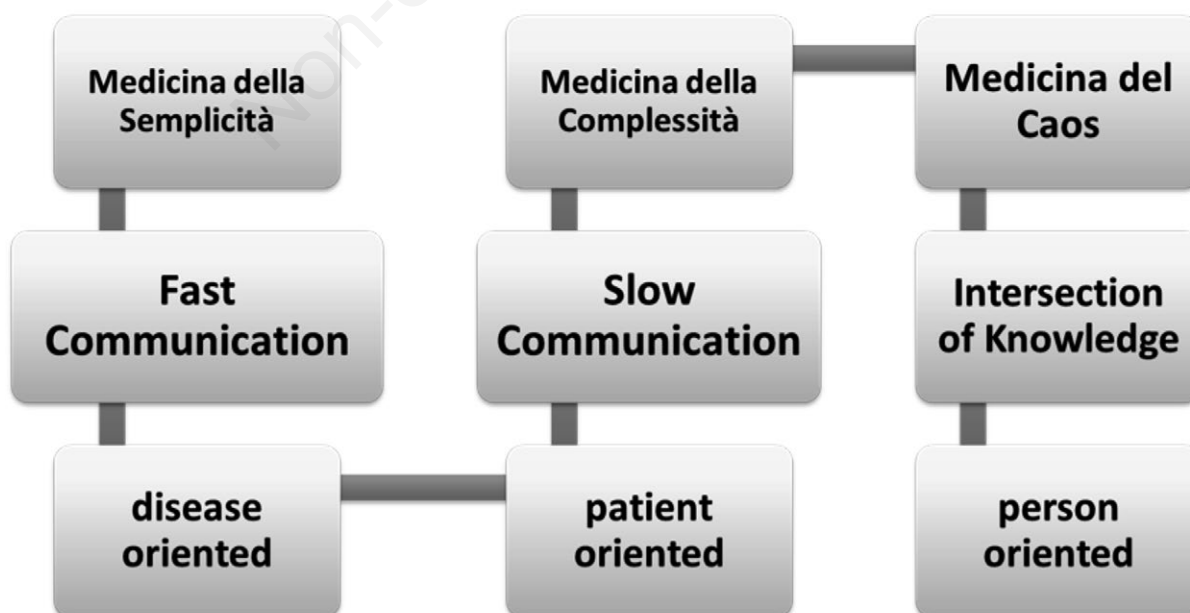 Medicina della
Semplicità
Fast
Communication
disease
oriented
Medicina della
Complessità
Slow
Communication
patient
oriented
Medicina del
Caos
Intersection
of Knowledge
person
oriented